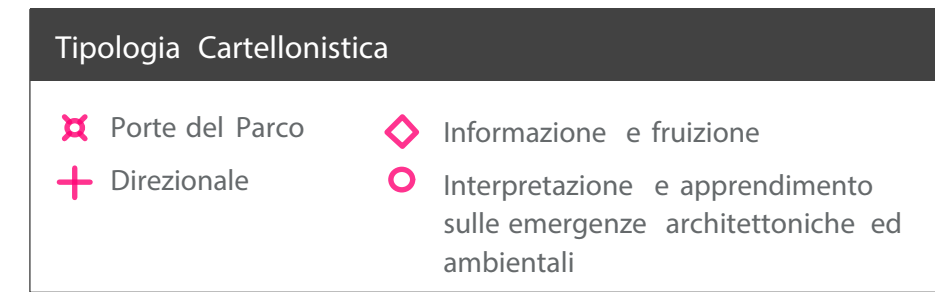 Tipologia Cartellonistica
Porte del Parco
Direzionale
Informazione e fruizione
Interpretazione e apprendimento
sulle emergenze architettoniche ed
ambientali